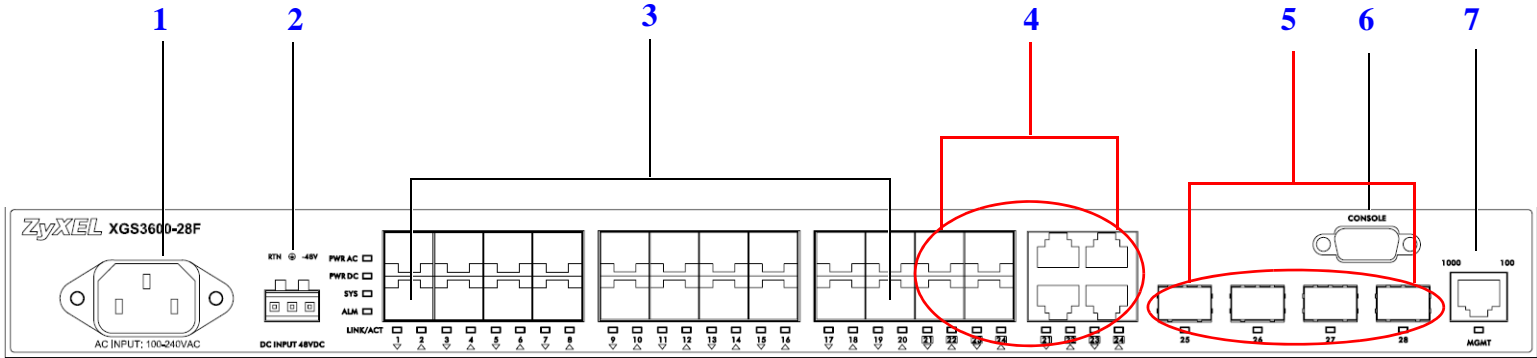 1 2 3 4 5 6 7
ZyXEL XGS3600-28F
CONSOLE
RTN -48V
PWR AC
PWR DC
SYS
ALM
1000 100
LINK/ACT
1 2 3 4 5 6 7 8 9 10 11 12 13 14 15 16 17 18 19 20 21 22 23 24 21 22 23 24 25 26 27 28
AC INPUT; 100-240VAC
DC INPUT 48VDC
MGMT